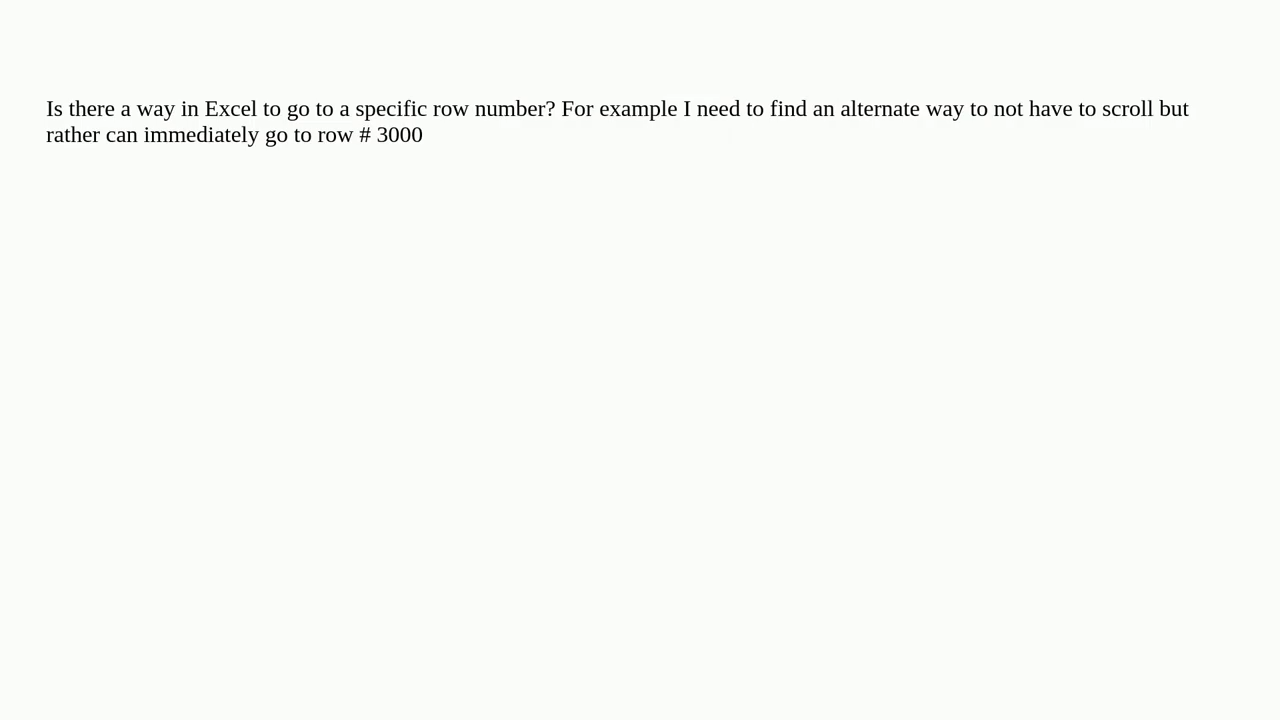 Is there a way in Excel to go to a specific row number? For example I need to find an alternate way to not have to scroll but
rather can immediately go to row # 3000